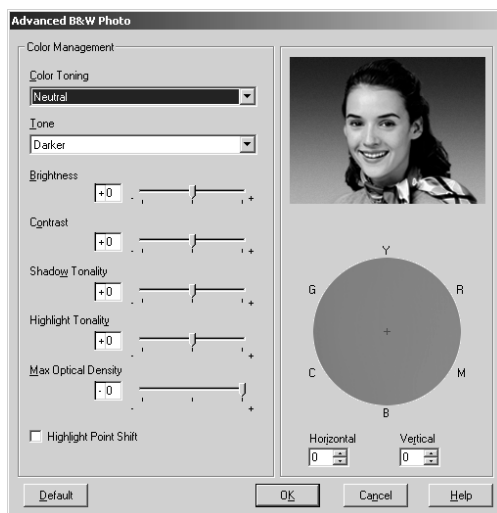 Advanced B&W Photo
Color Management
Color Toning
Neutral
Tone
Darker
Brightness
+0
- +
Contrast
+0
- +
Shadow Tonality
+0
- +
Highlight Tonality
+0
- +
Max Optical Density
- 0
- +
Highlight Point Shift
Y
G R
C M
B
Horizontal Vertical
0 0
Default OK Cancel Help